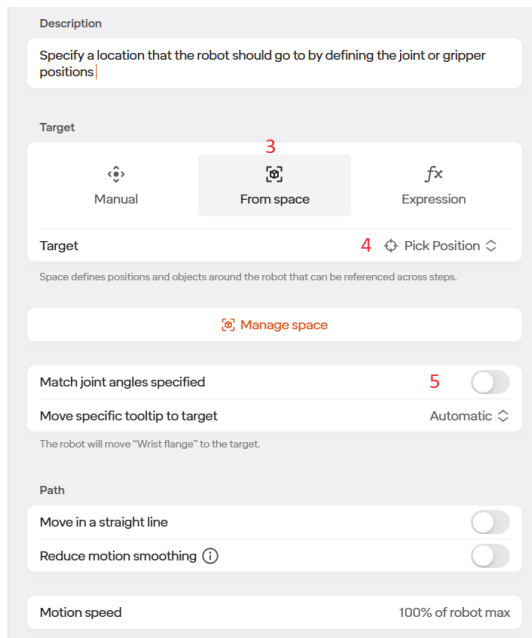 Description
Specify a location that the robot should go to by defining the joint or gripper
positions
Target
3
Manual
From space
fx
Expression
Target
4
Pick Position
Space defines positions and objects around the robot that can be referenced across steps.
Manage space
Match joint angles specified
5
Move specific tooltip to target
Automatic
The robot will move "Wrist flange" to the target.
Path
Move in a straight line
Reduce motion smoothing
Motion speed
100% of robot max